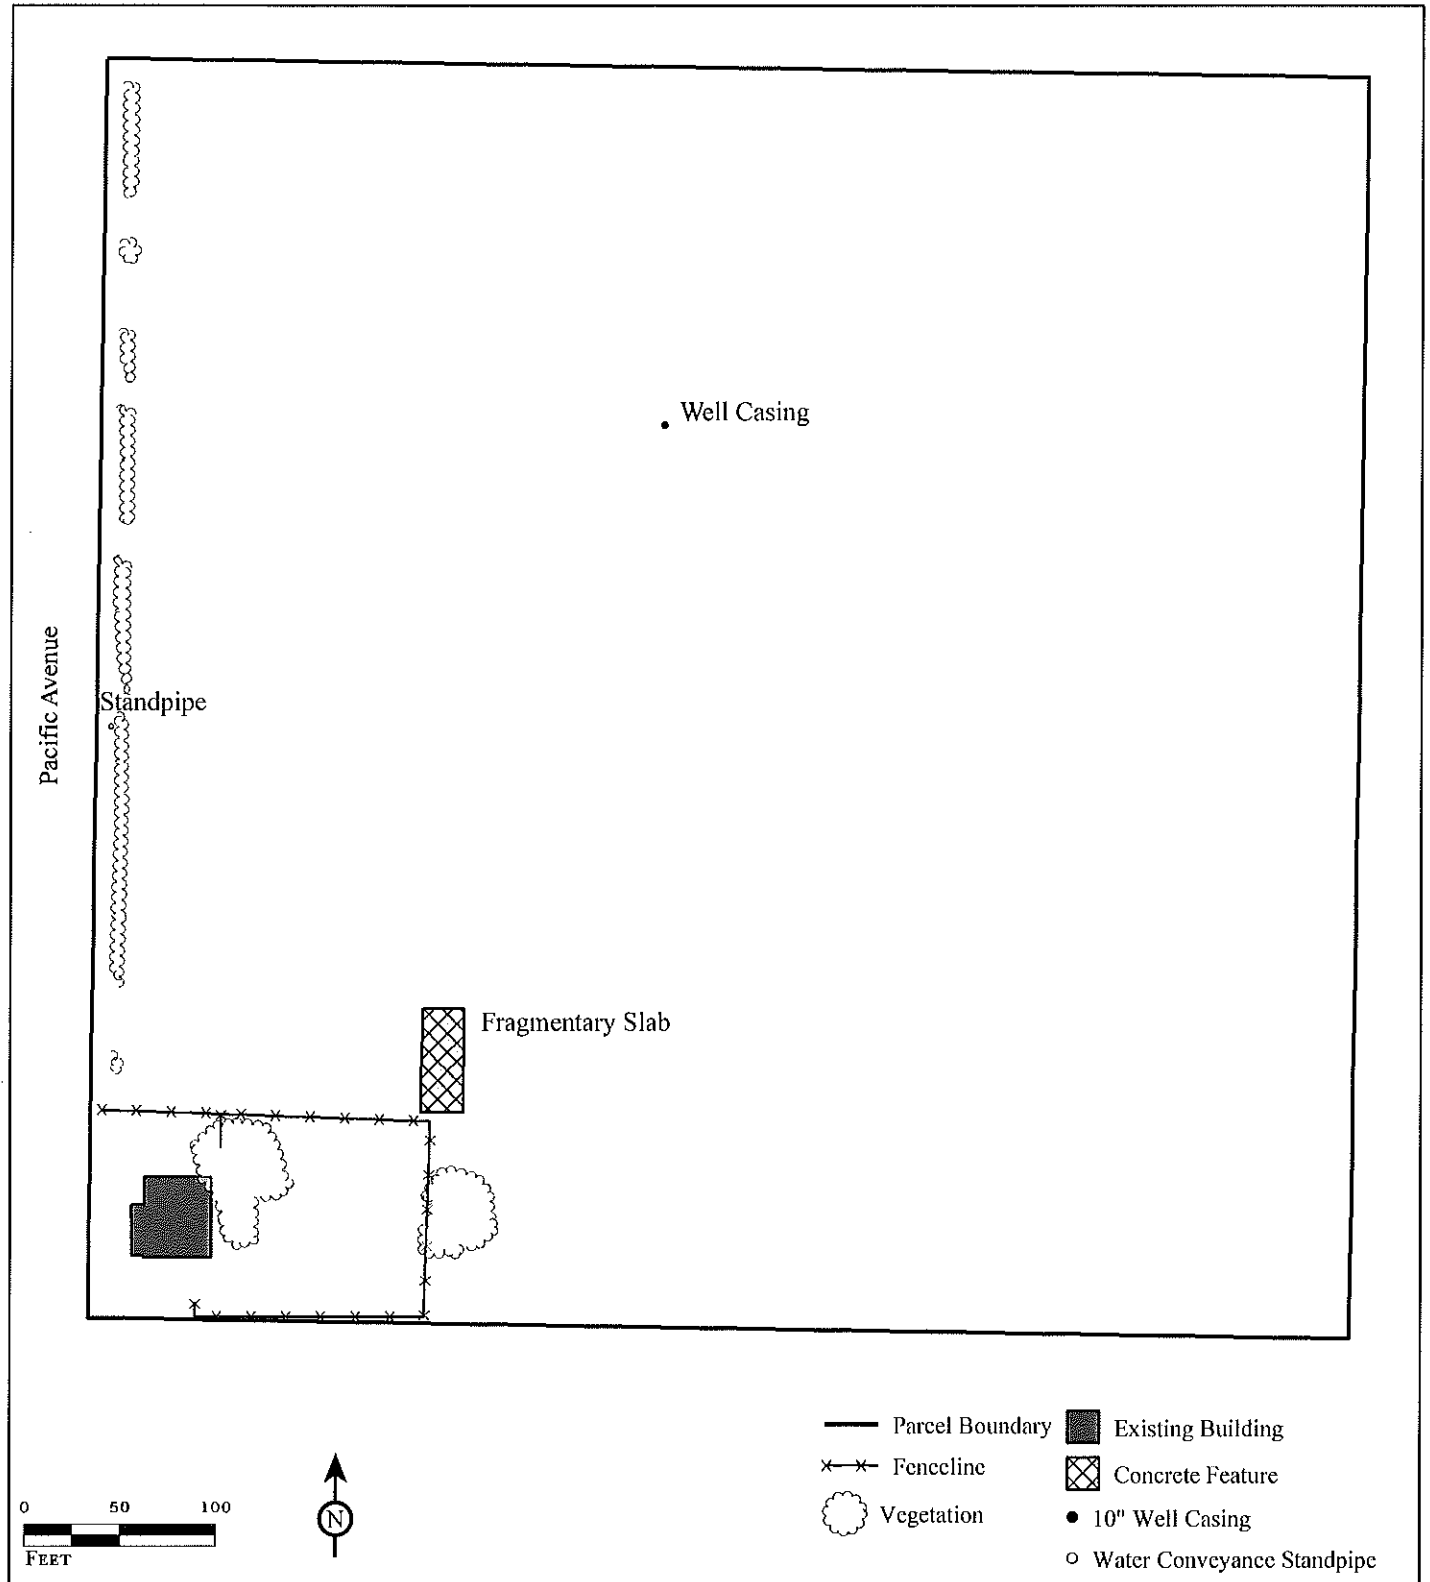 Well Casing
Pacific Avenue
Standpipe
Fragmentary Slab
Parcel Boundary
Fenceline
Vegetation
Existing Building
Concrete Feature
10" Well Casing
Water Conveyance Standpipe
0 50 100
FEET
N